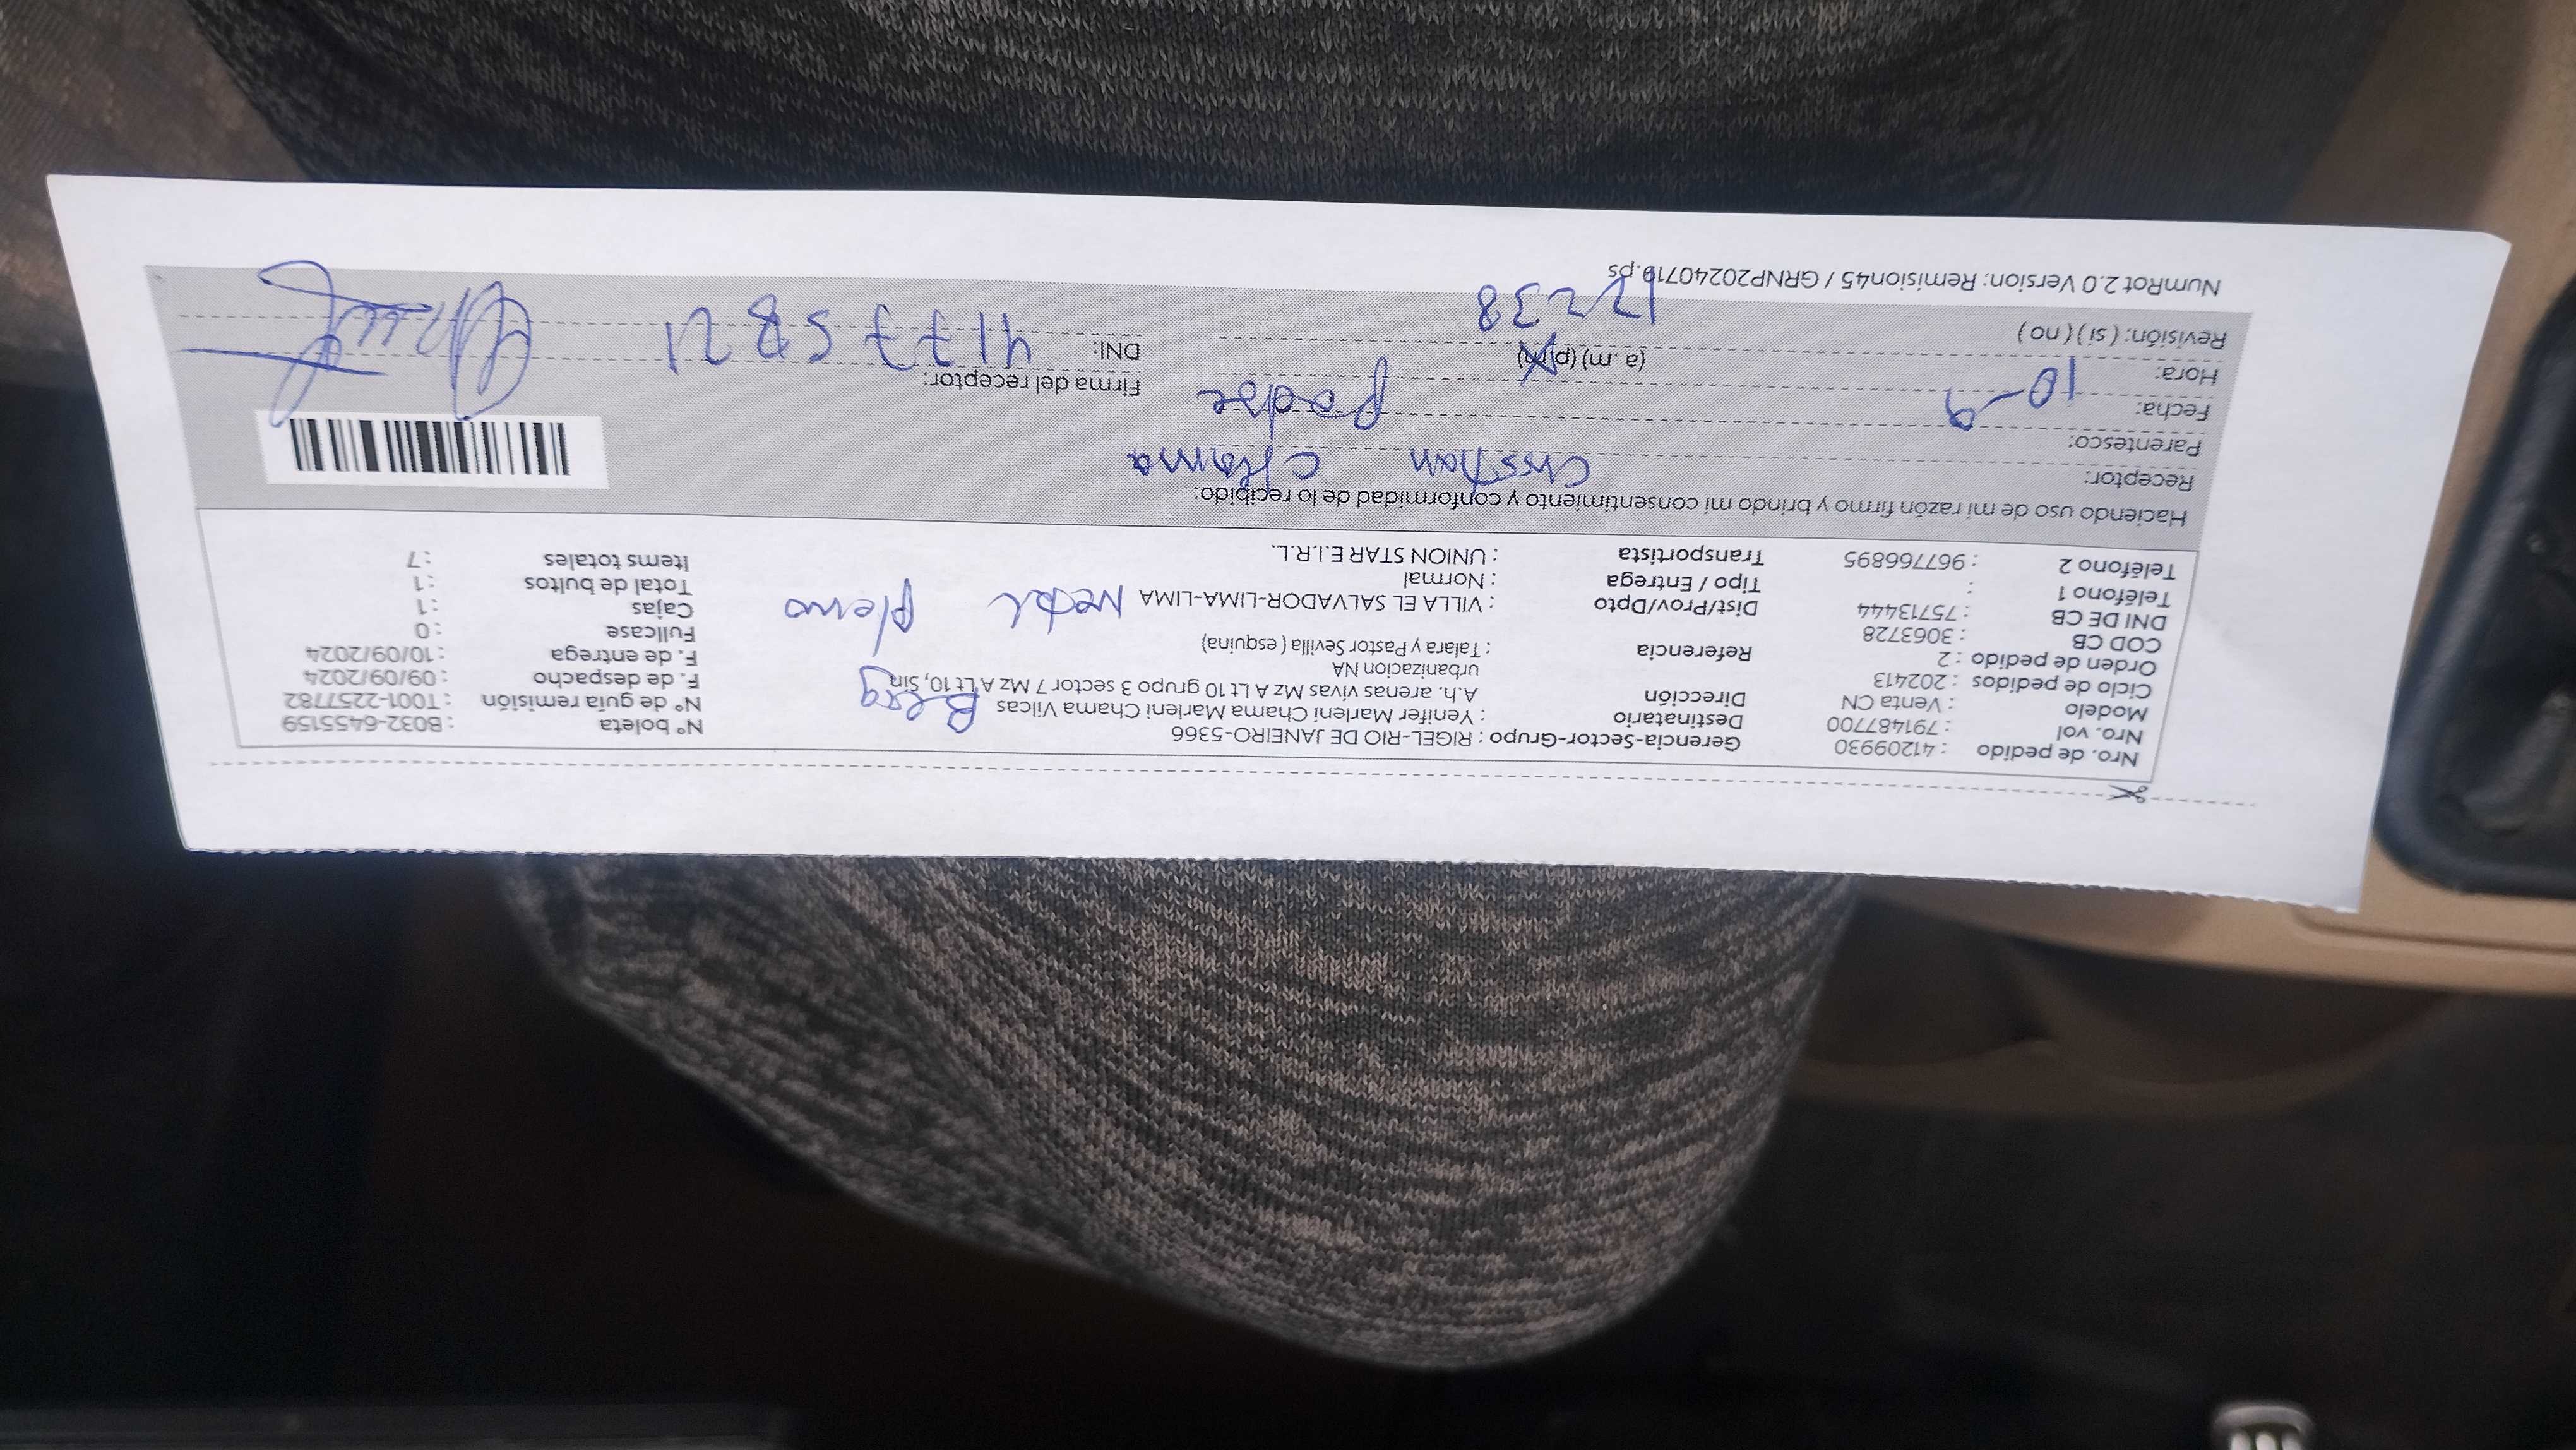 Nro. de pedido : 41209930 Gerencia-Sector-Grupo : RIGEL-RIO DE JANEIRO-5366 N° boleta : B032-6455159
Nro. vol : 791487700 Destinatario : Yenifer Marleni Chama Marleni Chama Vilcas N° de guía remisión : T001-2257782
Modelo : Venta CN Dirección : A.h. arenas vivas Mz A Lt 10 grupo 3 sector 7 Mz A Lt 10, Sin F. de despacho : 09/09/2024
Ciclo de pedidos : 202413 urbanizacion NA F. de entrega : 10/09/2024
Orden de pedido : 2 Referencia : Talara y Pastor Sevilla ( esquina) Fullcase : 0
COD CB : 3063728 Dist/Prov/Dpto : VILLA EL SALVADOR-LIMA-LIMA Cajas : 1
DNI DE CB : 75713444 Tipo / Entrega : Normal Total de bultos : 1
Teléfono 1 : Transportista : UNION STAR E.I.R.L. Items totales : 7
Teléfono 2 : 967766895
Haciendo uso de mi razón firmo y brindo mi consentimiento y conformidad de lo recibido:
Receptor: Cristian Chama
Parentesco: Padre
Fecha: 10-9 Firma del receptor:
Hora: (a. m) (p.m) DNI: 41775821
Revisión: ( si ) ( no ) 12:38
NumRot 2.0 Version: Remision45 / GRNP20240719.ps